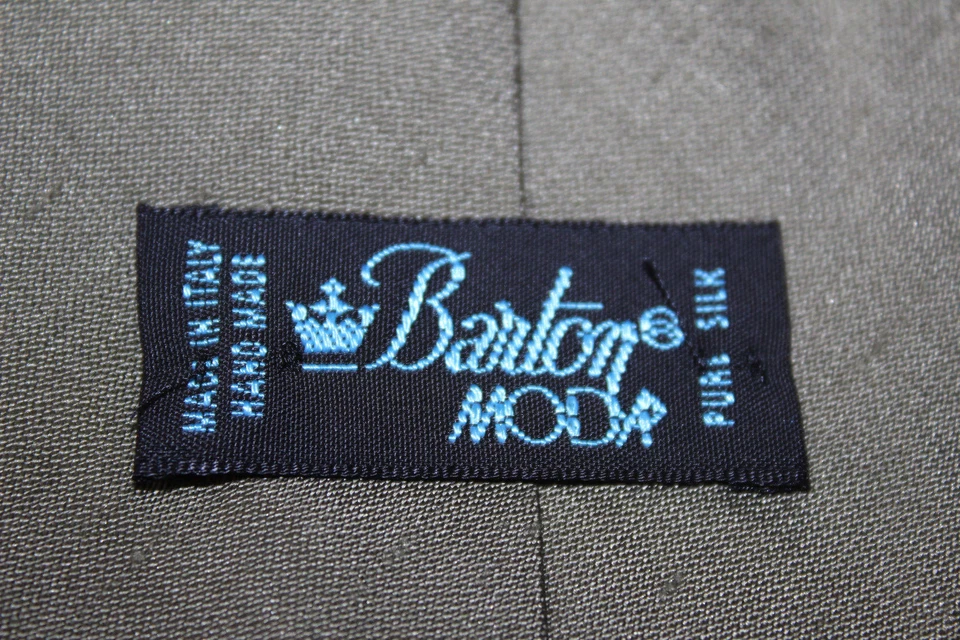 MADE IN ITALY
HAND MADE
Barton
MODA
PURE SILK